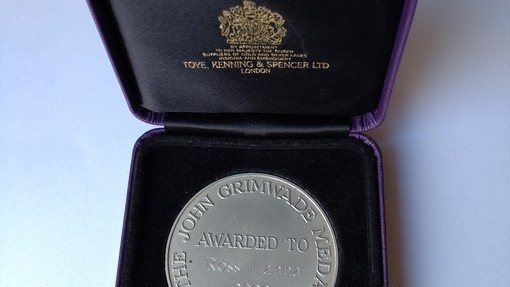 BY APPOINTMENT
TO HER MAJESTY THE QUEEN
SUPPLIERS OF GOLD AND SILVER LACES
INSIGNIA AND EMBROIDERY
TOYE, KENNING & SPENCER LTD
LONDON
THE JOHN GRIMWADE MEDA
AWARDED TO
Ross